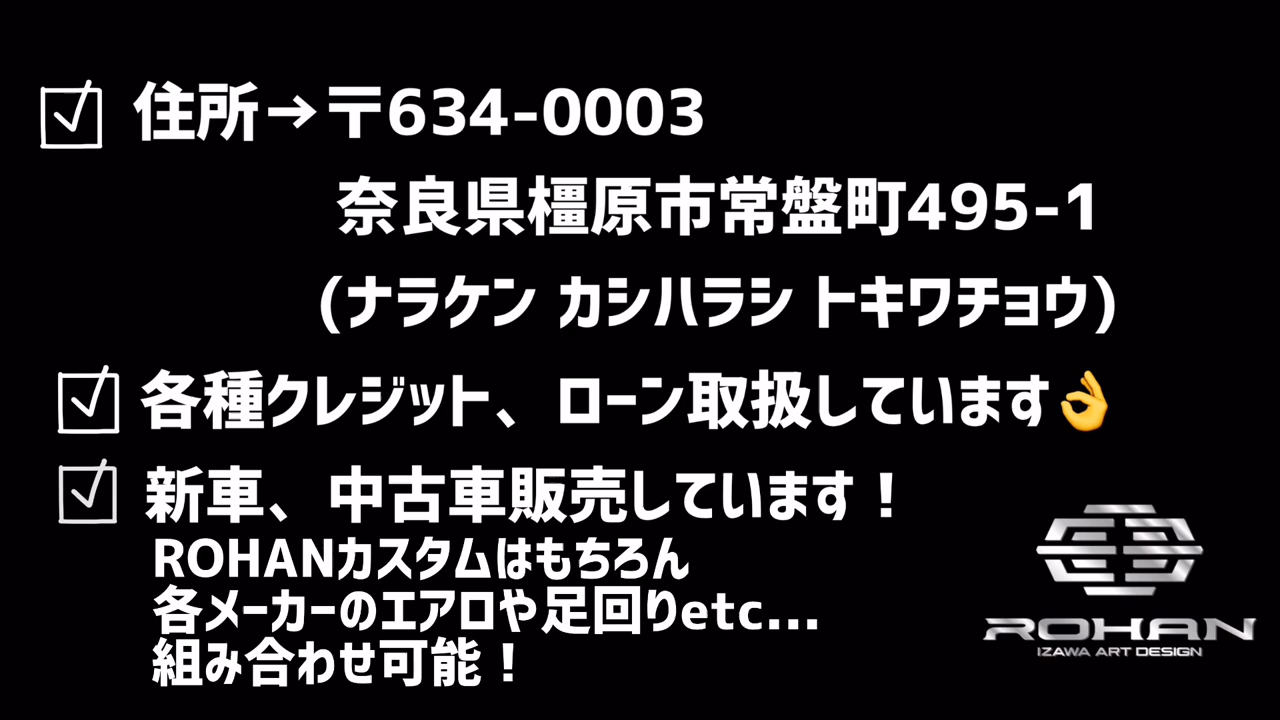 住所→〒634-0003
奈良県橿原市常盤町495-1
(ナラケン カシハラシ トキワチョウ)
各種クレジット、ローン取扱しています👌
新車、中古車販売しています！
ROHANカスタムはもちろん
各メーカーのエアロや足回りetc...
組み合わせ可能！
ROHAN
IZAWA ART DESIGN